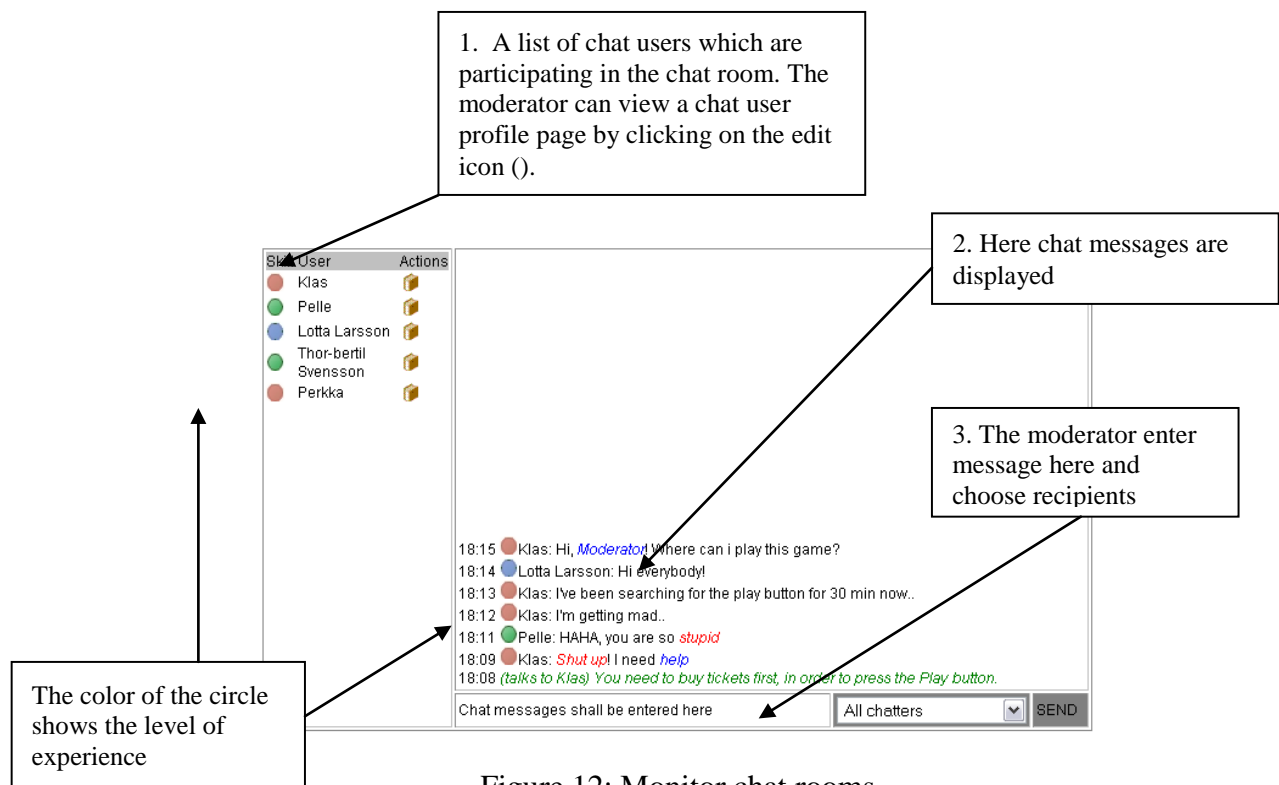 1. A list of chat users which are
participating in the chat room. The
moderator can view a chat user
profile page by clicking on the edit
icon ().
2. Here chat messages are
displayed
User Actions
Klas
Pelle
Lotta Larsson
Thor-bertil
Svensson
Perkka
3. The moderator enter
message here and
choose recipients
18:15 Klas: Hi, Moderator! Where can i play this game?
18:14 Lotta Larsson: Hi everybody!
18:13 Klas: I've been searching for the play button for 30 min now..
18:12 Klas: I'm getting mad..
18:11 Pelle: HAHA, you are so stupid
18:09 Klas: Shut up! I need help
18:08 (talks to Klas) You need to buy tickets first, in order to press the Play button.
Chat messages shall be entered here All chatters SEND
The color of the circle
shows the level of
experience
Figure 12: Monitor chat rooms